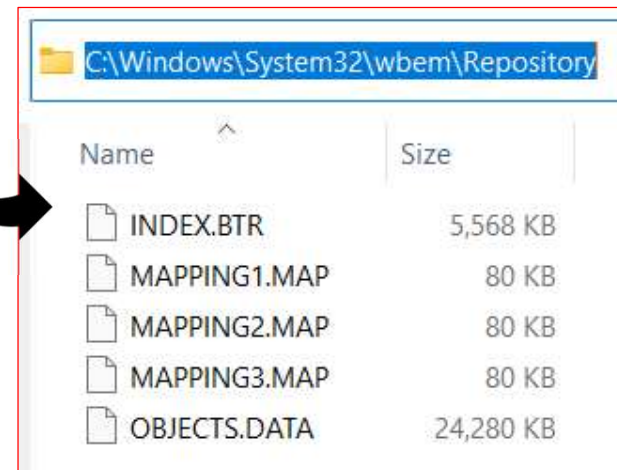 C:\Windows\System32\wbem\Repository
Name Size
INDEX.BTR 5,568 KB
MAPPING1.MAP 80 KB
MAPPING2.MAP 80 KB
MAPPING3.MAP 80 KB
OBJECTS.DATA 24,280 KB